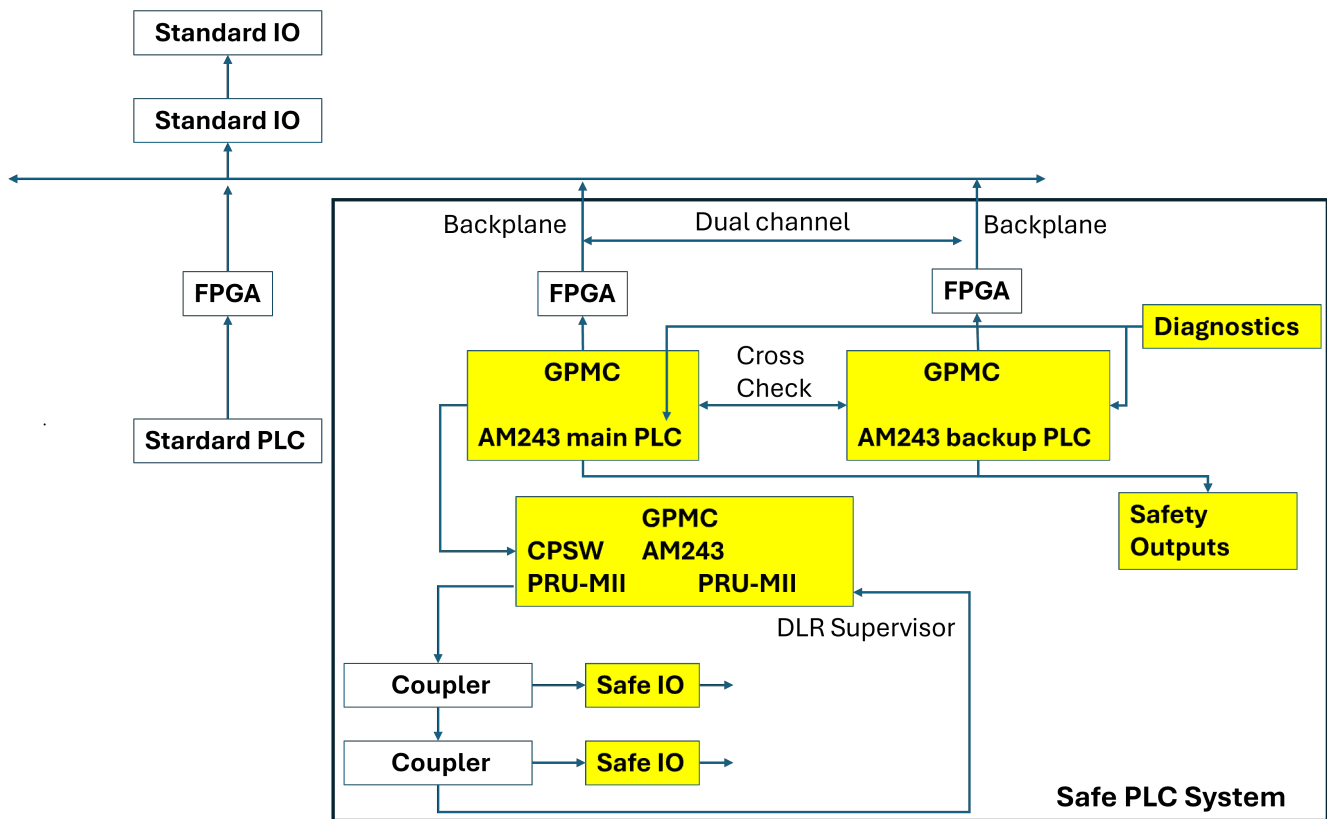 Standard IO
Standard IO
Backplane
Dual channel
Backplane
FPGA
FPGA
FPGA
Diagnostics
GPMC
AM243 main PLC
Cross
Check
GPMC
AM243 backup PLC
Stardard PLC
Safety
Outputs
GPMC
CPSW AM243
PRU-MII PRU-MII
DLR Supervisor
Coupler
Safe IO
Coupler
Safe IO
Safe PLC System